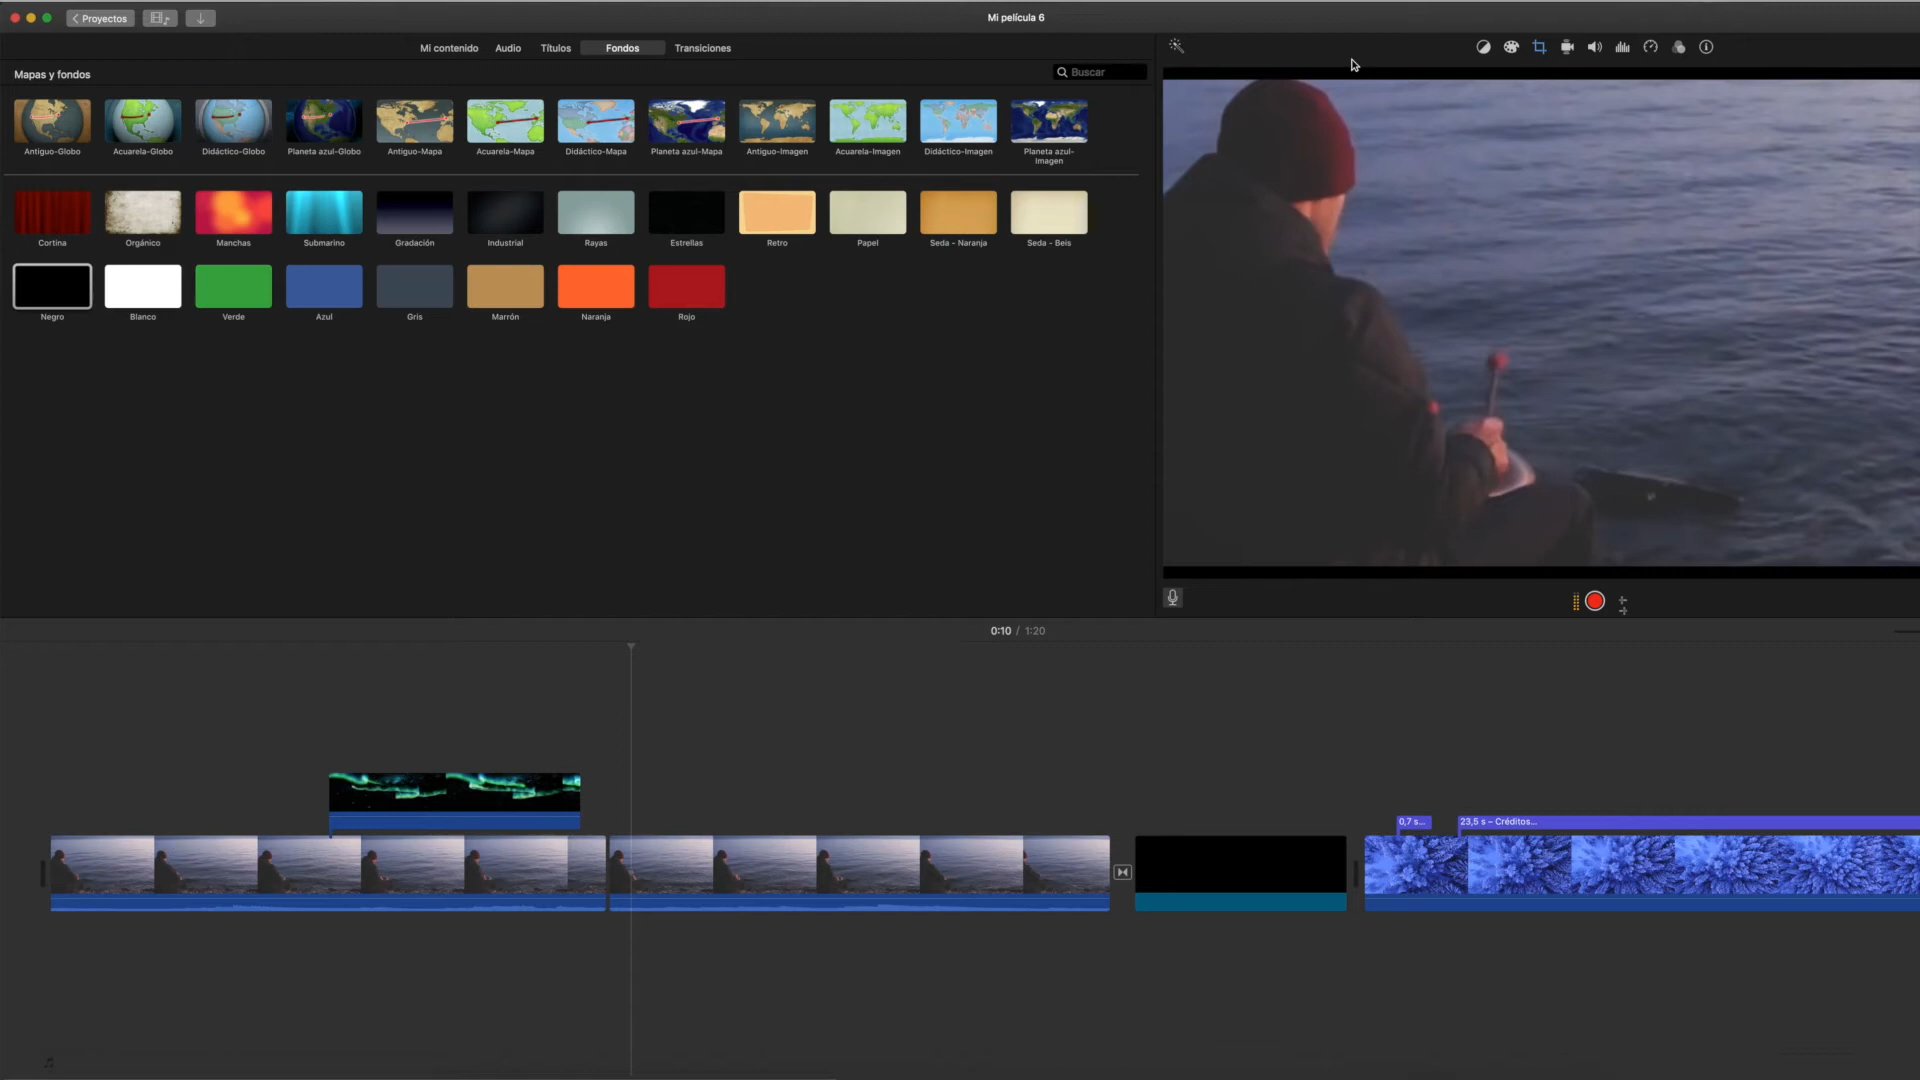 Proyectos
Mi película 6
Mi contenido Audio Títulos Fondos Transiciones
Mapas y fondos
Buscar
Antiguo-Globo Acuarela-Globo Didáctico-Globo Planeta azul-Globo Antiguo-Mapa Acuarela-Mapa Didáctico-Mapa Planeta azul-Mapa Antiguo-Imagen Acuarela-Imagen Didáctico-Imagen Planeta azul-
Imagen
Cortina Orgánico Manchas Submarino Gradación Industrial Rayas Estrellas Retro Papel Seda - Naranja Seda - Beis
Negro Blanco Verde Azul Gris Marrón Naranja Rojo
0:10 / 1:20
0,7 s... 23,5 s – Créditos...